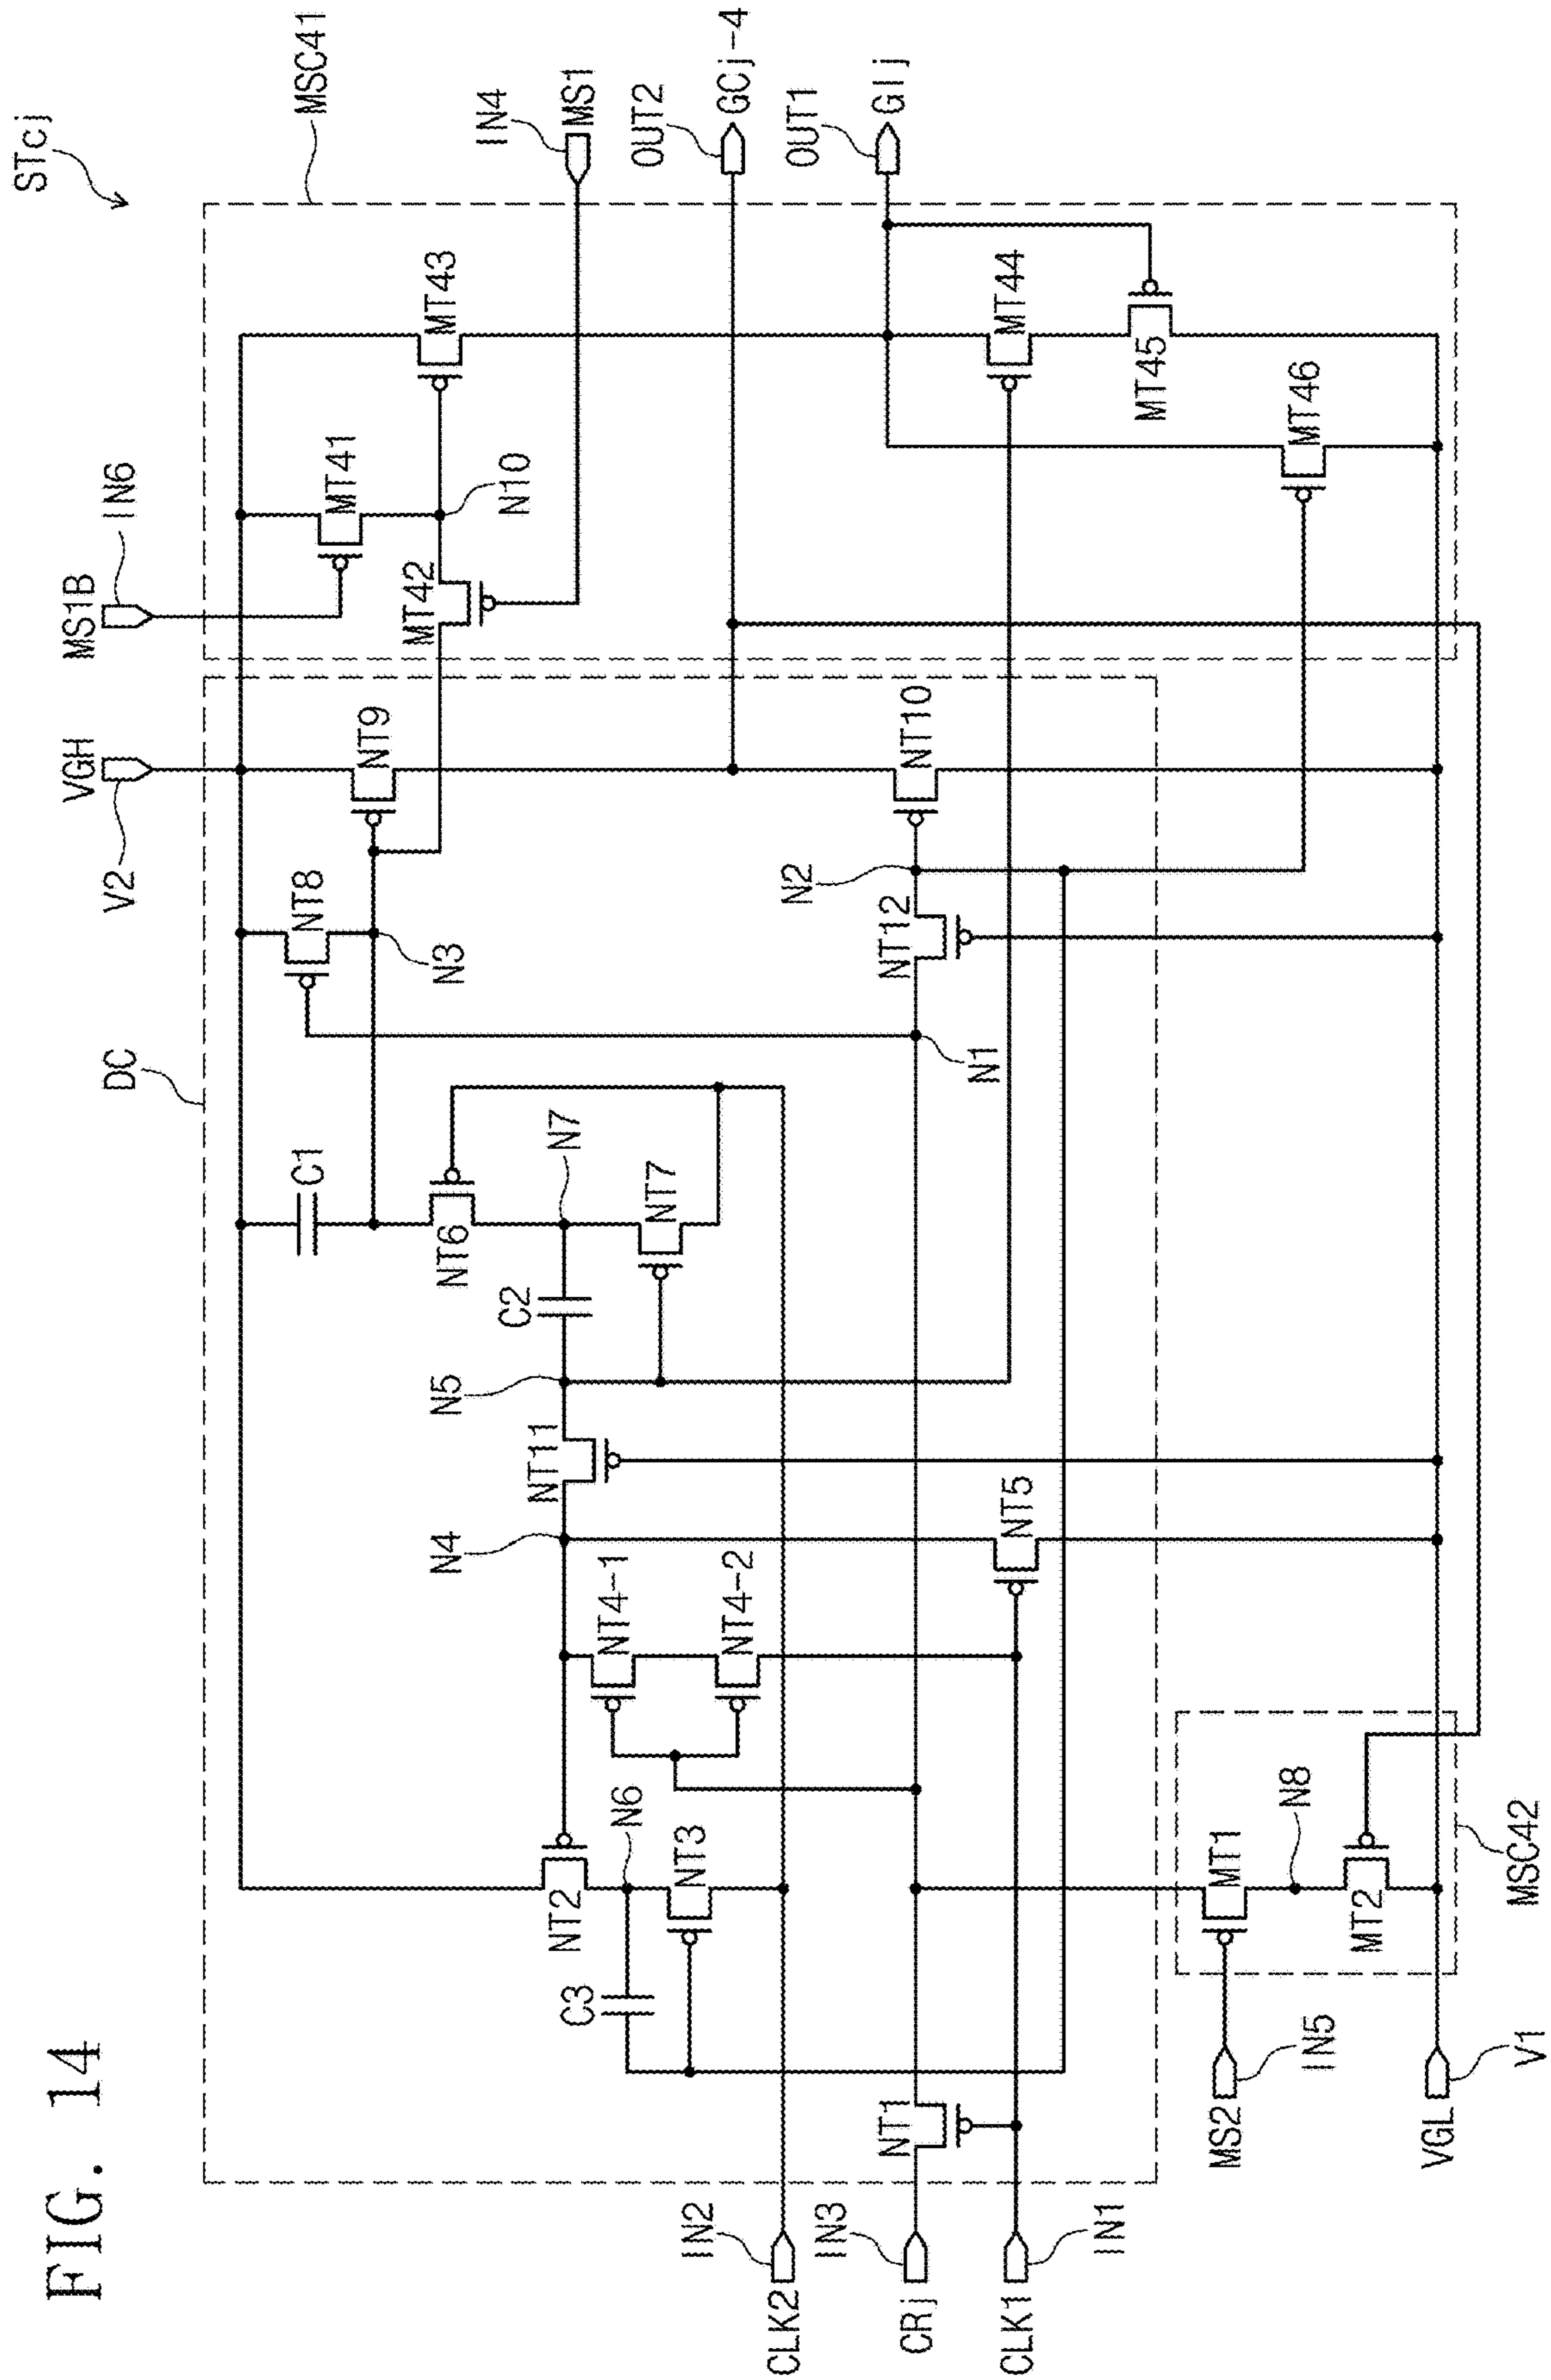 FIG. 14
STcj
DC
MSC41
MSC42
V2
VGH
MS1B
IN6
IN4
MS1
OUT2
GCj-4
OUT1
GIj
C1
NT8
NT9
MT41
MT43
N3
MT42
N10
NT6
N7
NT7
C2
N5
NT11
N4
NT4-1
NT4-2
NT2
N6
NT3
C3
NT5
N1
NT12
N2
NT10
MT44
MT45
MT46
NT1
IN2
CLK2
IN3
CRj
CLK1
IN1
MT1
N8
MT2
MS2
IN5
VGL
V1